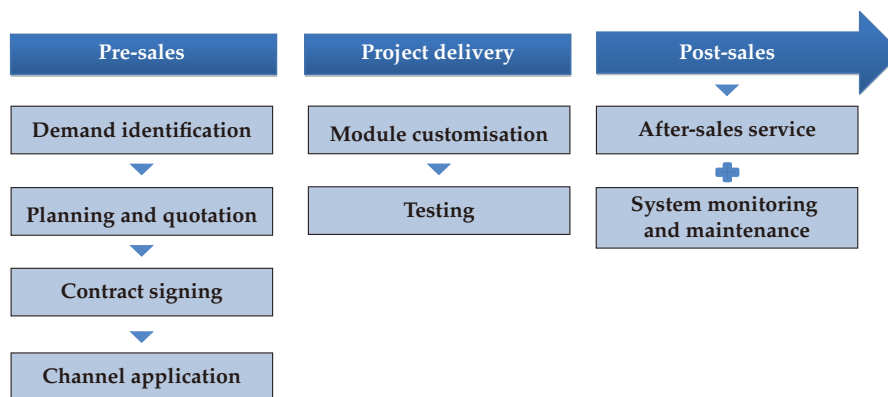 Pre-sales
Project delivery
Post-sales
Demand identification
Planning and quotation
Contract signing
Channel application
Module customisation
Testing
After-sales service
System monitoring
and maintenance